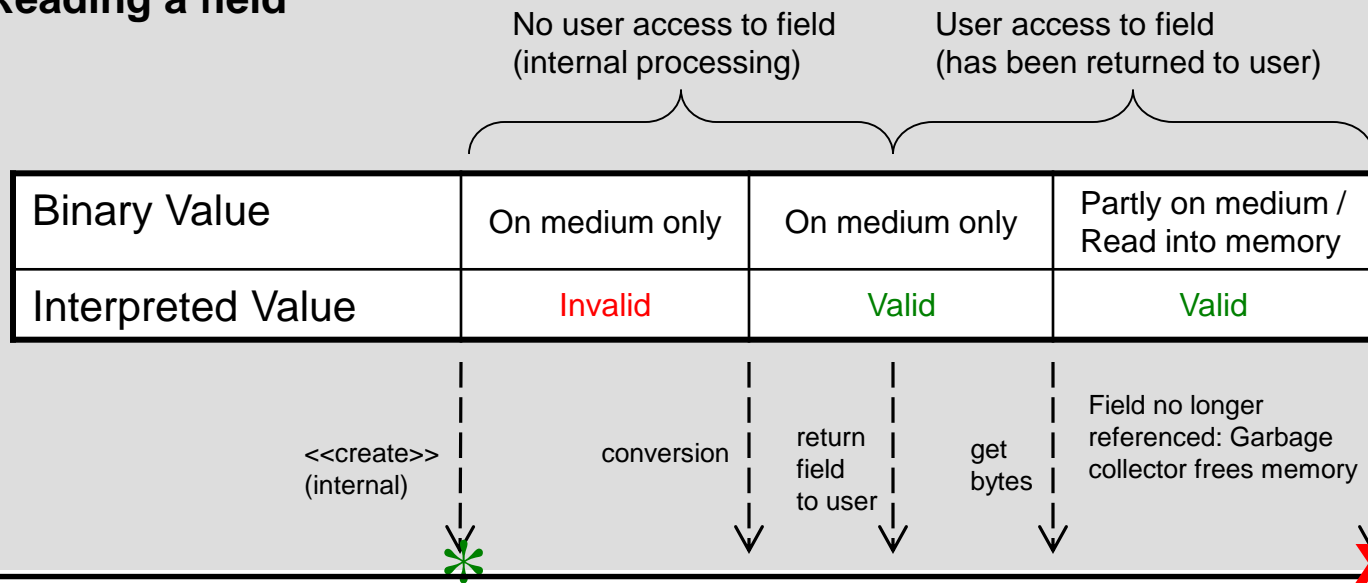 Reading a field
No user access to field
(internal processing)
User access to field
(has been returned to user)
Binary Value
On medium only
On medium only
Partly on medium /
Read into memory
Interpreted Value
Invalid
Valid
Valid
<<create>>
(internal)
conversion
return
field
to user
get
bytes
Field no longer
referenced: Garbage
collector frees memory